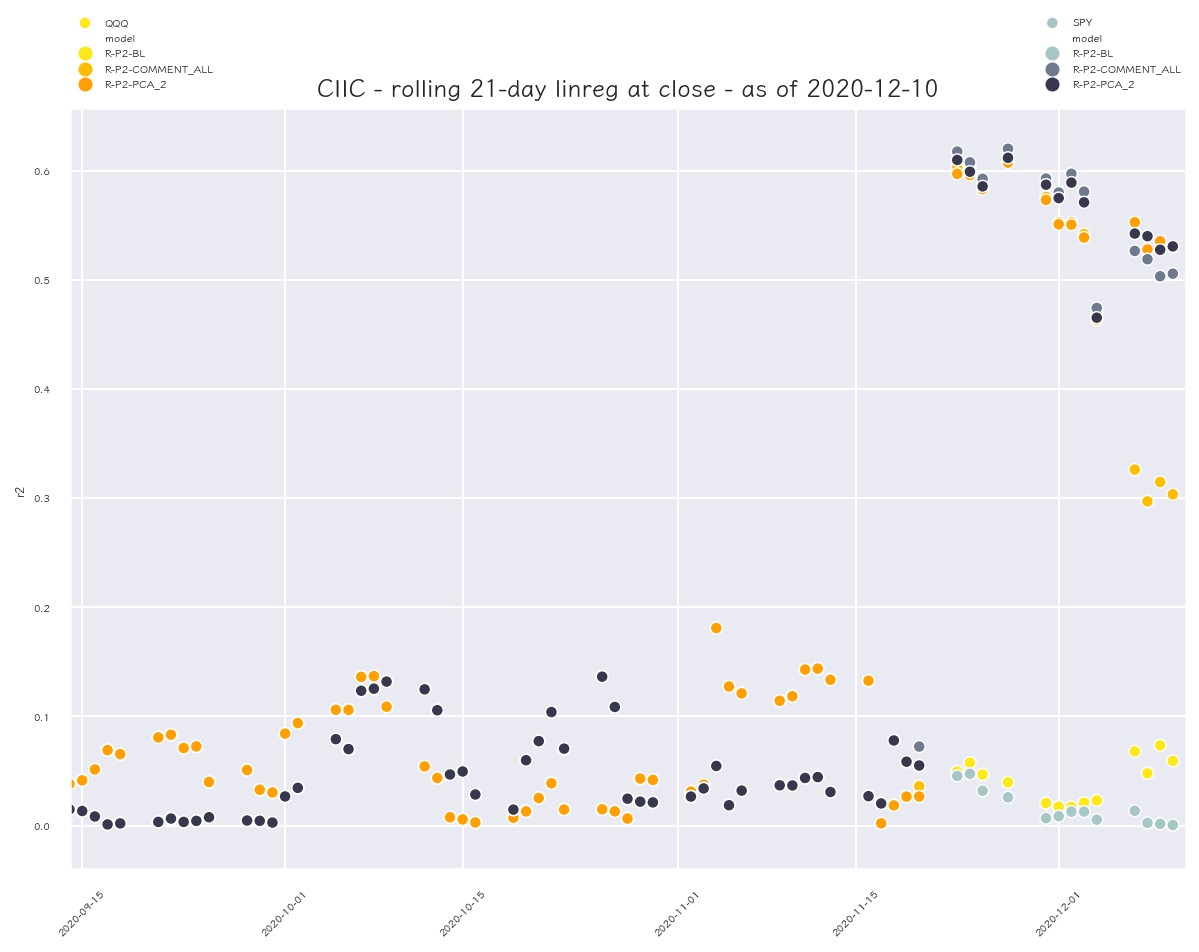 QQQ
model
R-P2-BL
R-P2-COMMENT_ALL
R-P2-PCA_2
SPY
model
R-P2-BL
R-P2-COMMENT_ALL
R-P2-PCA_2
CIIC - rolling 21-day linreg at close - as of 2020-12-10
0.6
0.5
0.4
0.3
0.2
0.1
0.0
r2
2020-09-15
2020-10-01
2020-10-15
2020-11-01
2020-11-15
2020-12-01